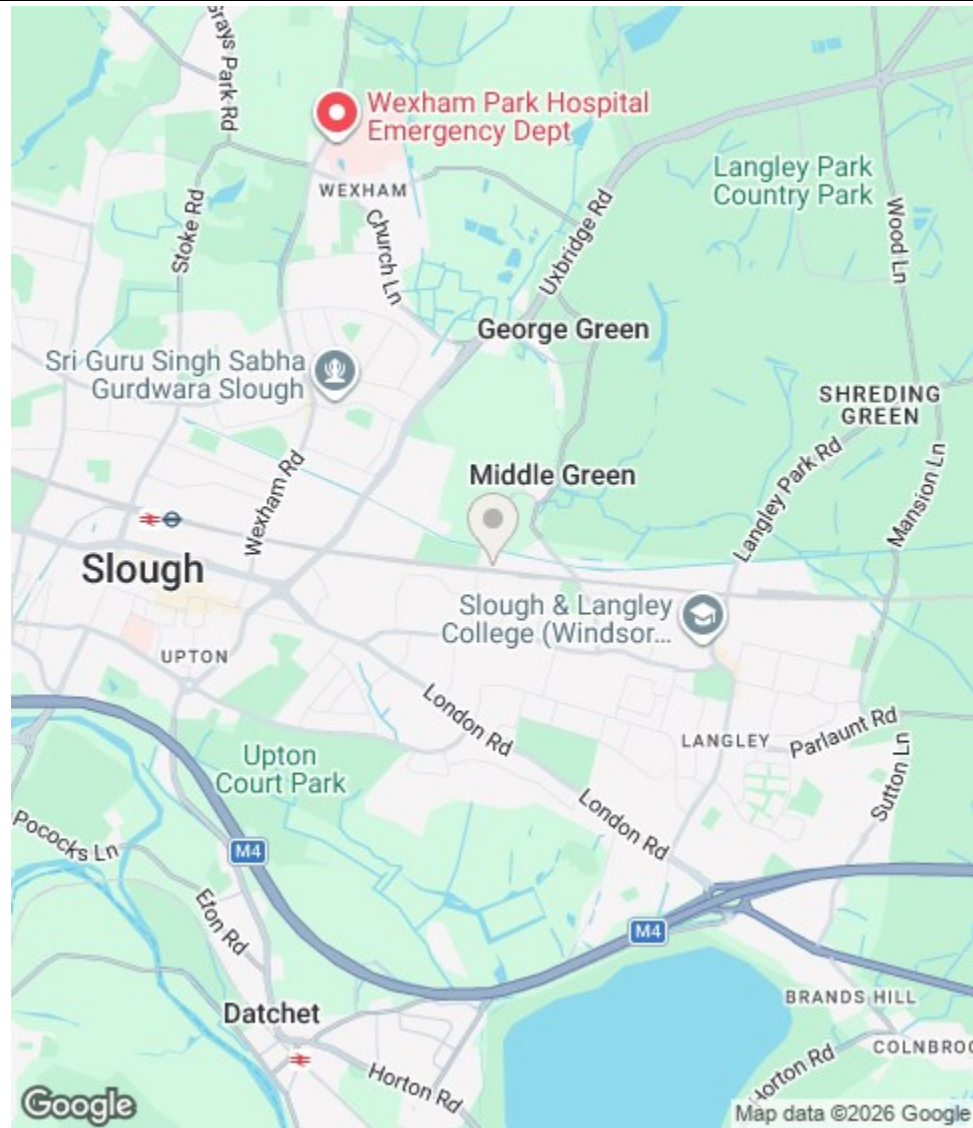 Grays Park Rd
Wexham Park Hospital
Emergency Dept
WEXHAM
Langley Park
Country Park
Stoke Rd
Church Ln
Uxbridge Rd
Wood Ln
George Green
Sri Guru Singh Sabha
Gurdwara Slough
SHREDING
GREEN
Langley Park Rd
Mansion Ln
Middle Green
Wexham Rd
Slough
Slough & Langley
College (Windsor...
UPTON
London Rd
LANGLEY
Parlaunt Rd
Sutton Ln
Upton
Court Park
London Rd
Pococks Ln
M4
Eton Rd
M4
BRANDS HILL
Datchet
COLNBROO
Horton Rd
Horton Rd
Google
Map data ©2026 Google